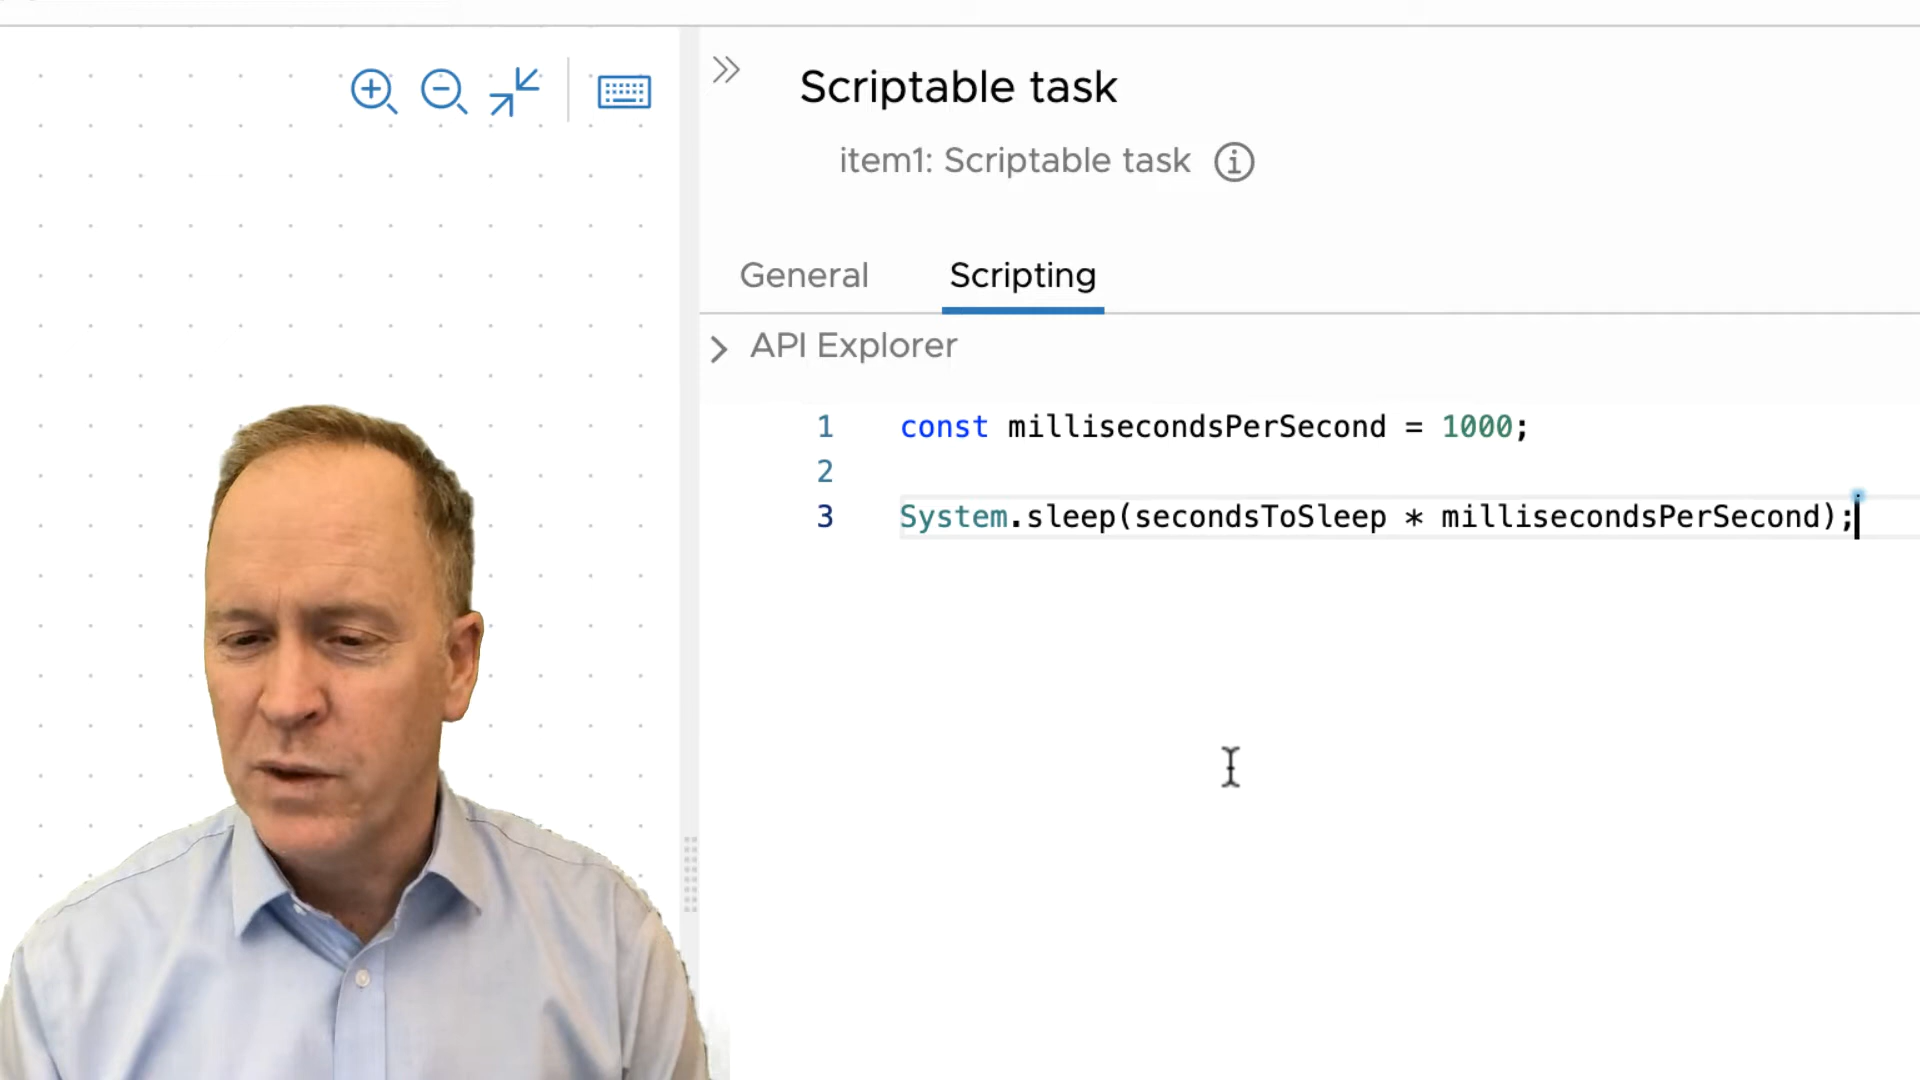 Scriptable task
item1: Scriptable task
General Scripting
API Explorer
1 const millisecondsPerSecond = 1000;
2
3 System.sleep(secondsToSleep * millisecondsPerSecond);